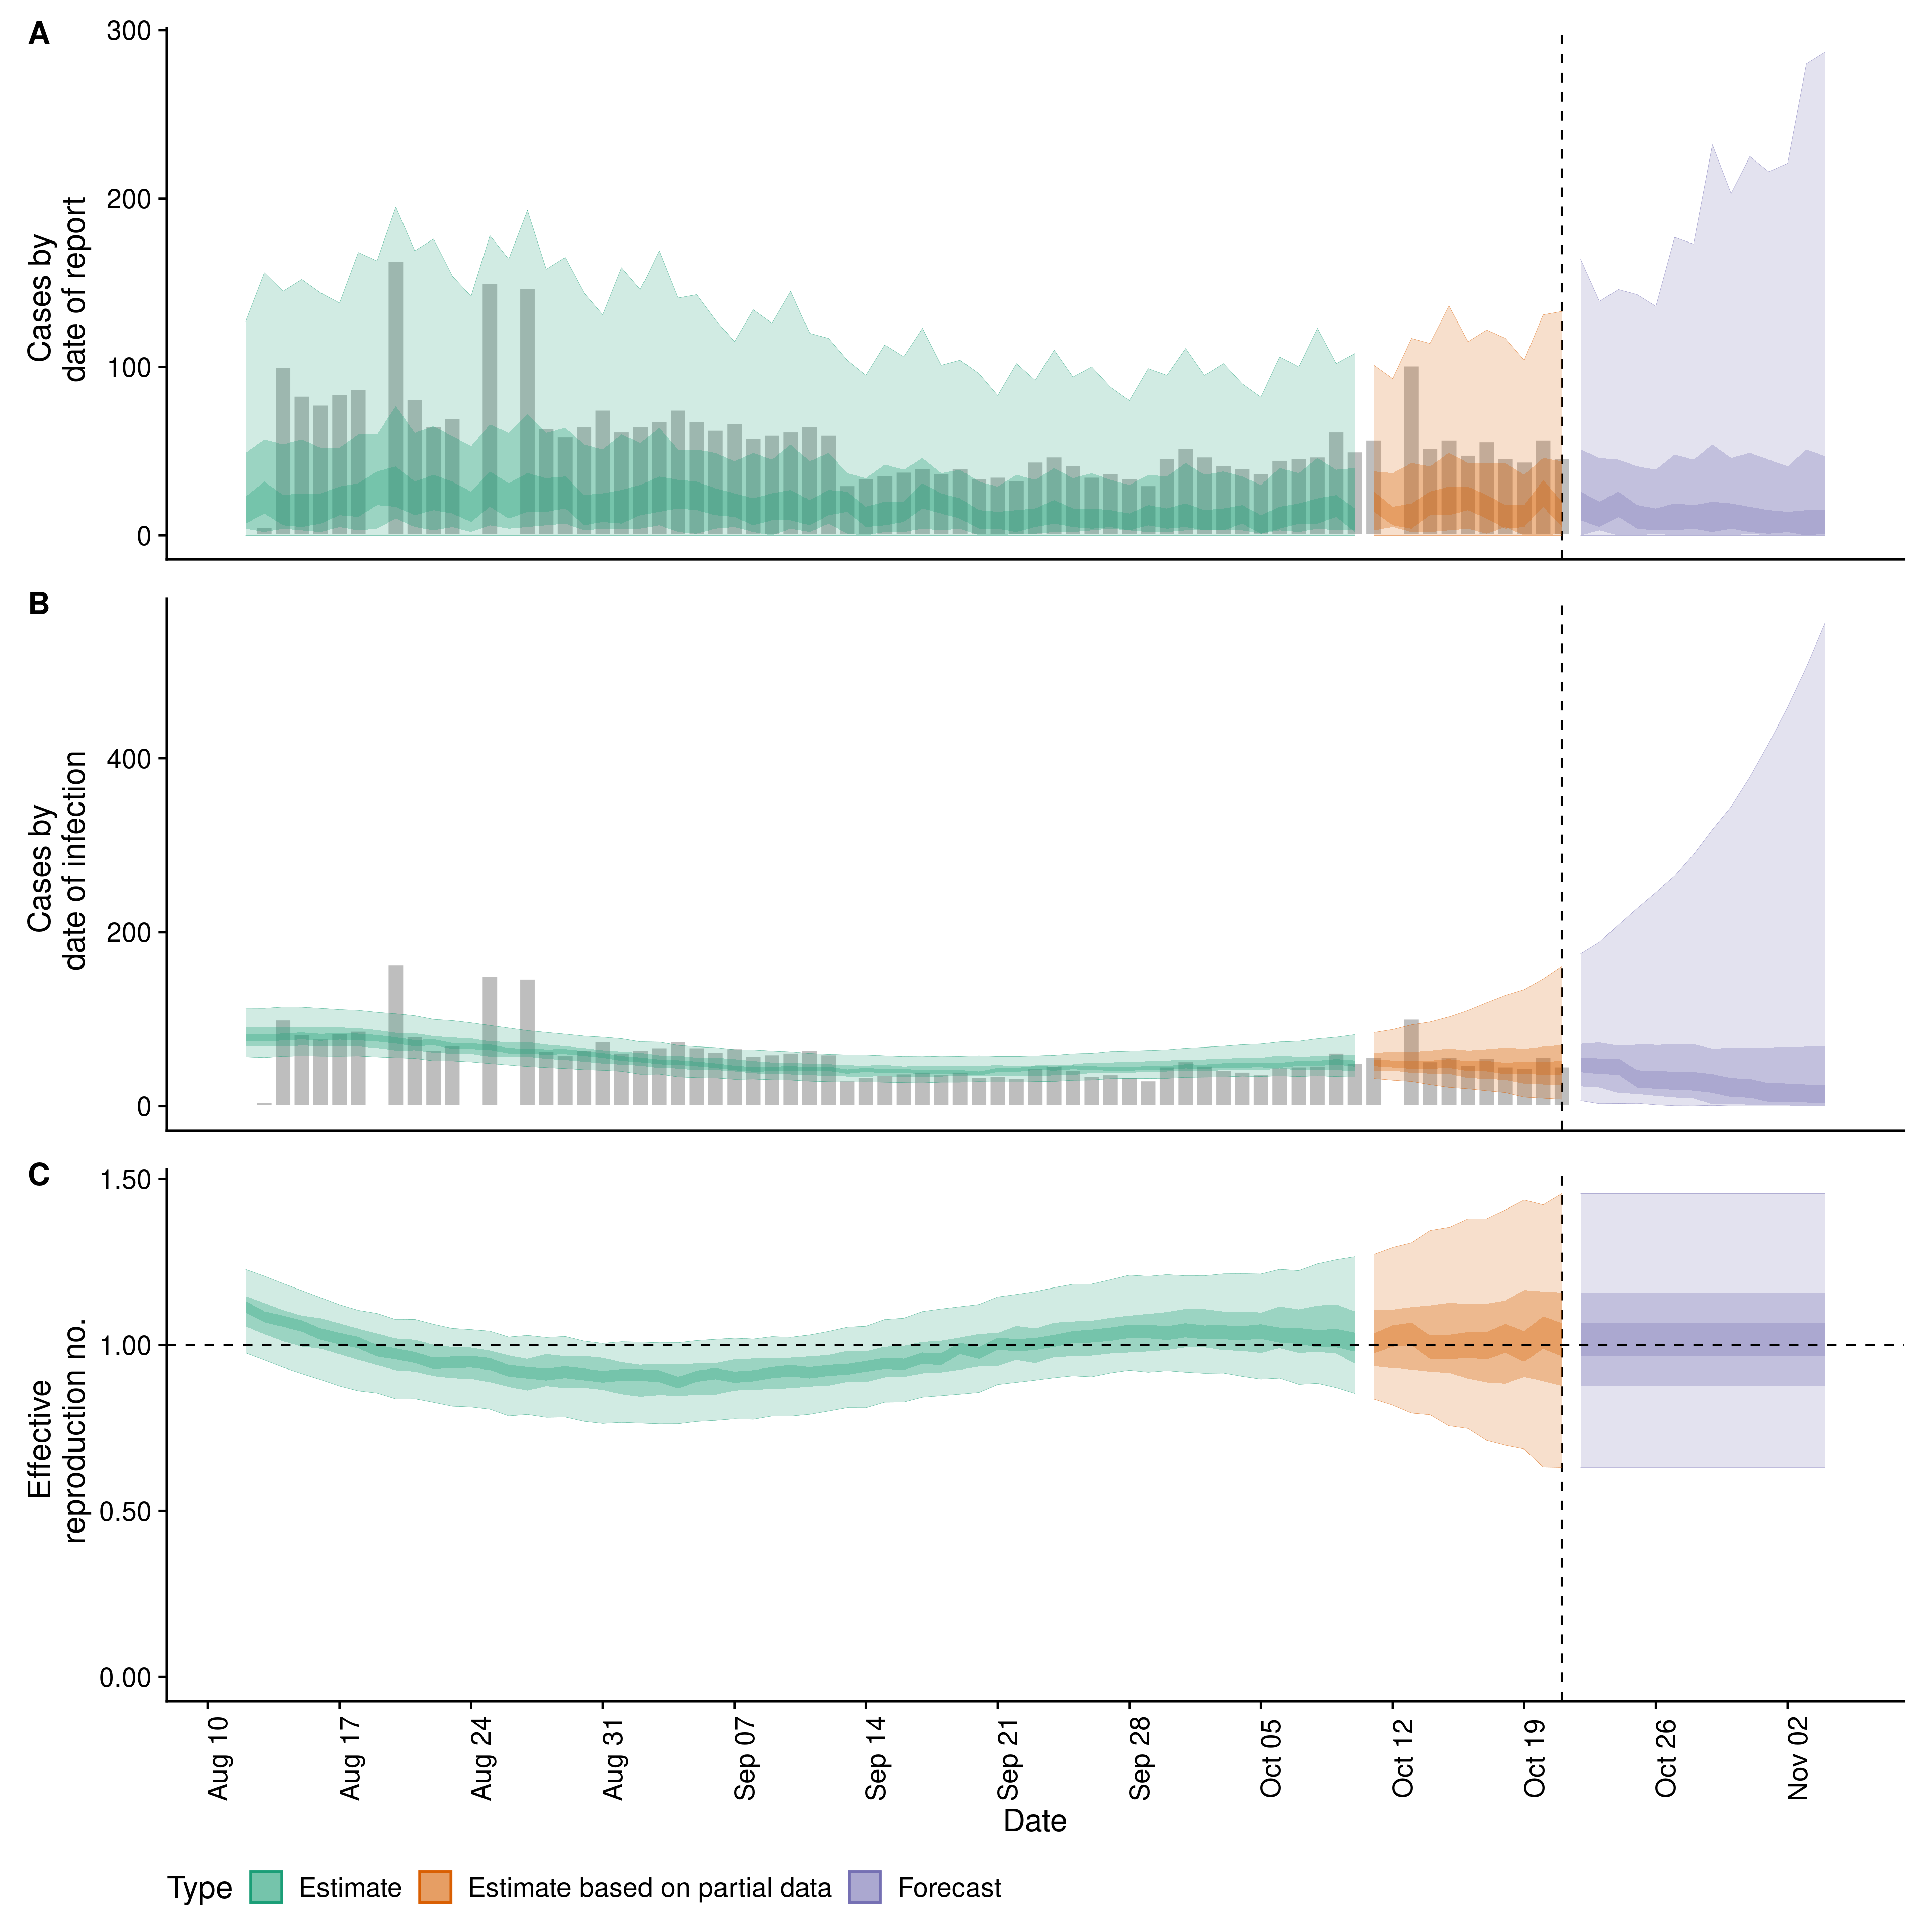 A
300
200
100
0
Cases by
date of report
B
400
200
0
Cases by
date of infection
C
1.50
1.00
0.50
0.00
Effective
reproduction no.
Aug 10
Aug 17
Aug 24
Aug 31
Sep 07
Sep 14
Sep 21
Sep 28
Oct 05
Oct 12
Oct 19
Oct 26
Nov 02
Date
Type Estimate Estimate based on partial data Forecast